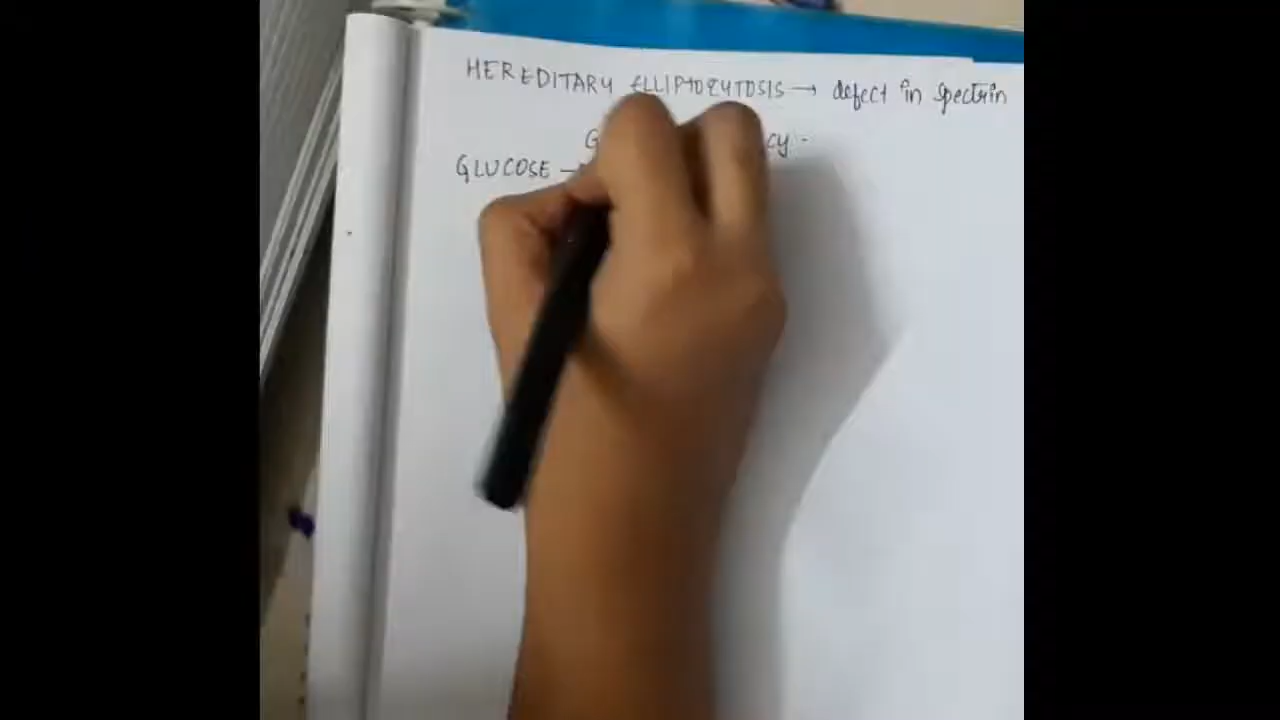 HEREDITARY ELLIPTOCYTOSIS → defect in spectrin
GLUCOSE →